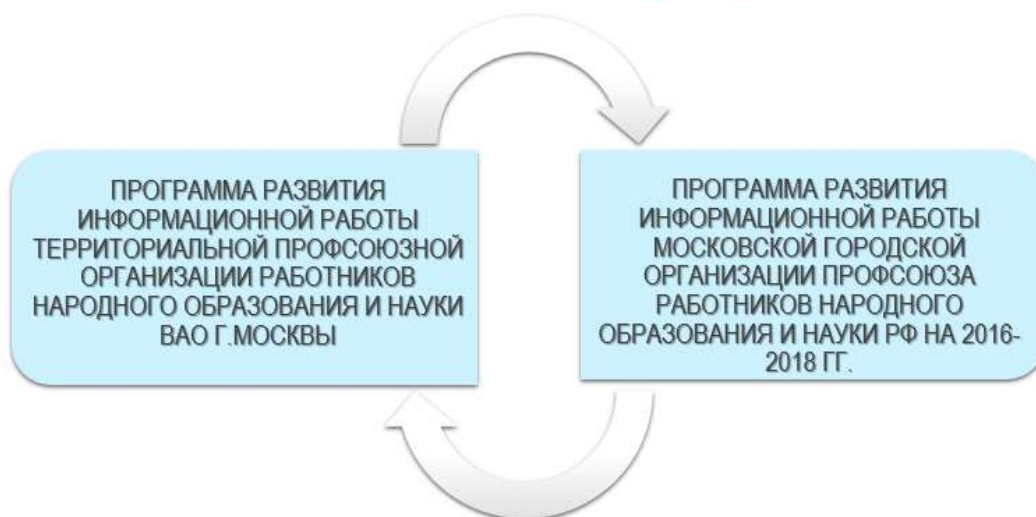 ПРОГРАММА РАЗВИТИЯ
ИНФОРМАЦИОННОЙ РАБОТЫ
ТЕРРИТОРИАЛЬНОЙ ПРОФСОЮЗНОЙ
ОРГАНИЗАЦИИ РАБОТНИКОВ
НАРОДНОГО ОБРАЗОВАНИЯ И НАУКИ
ВАО Г.МОСКВЫ
ПРОГРАММА РАЗВИТИЯ
ИНФОРМАЦИОННОЙ РАБОТЫ
МОСКОВСКОЙ ГОРОДСКОЙ
ОРГАНИЗАЦИИ ПРОФСОЮЗА
РАБОТНИКОВ НАРОДНОГО
ОБРАЗОВАНИЯ И НАУКИ РФ НА 2016-
2018 ГГ.